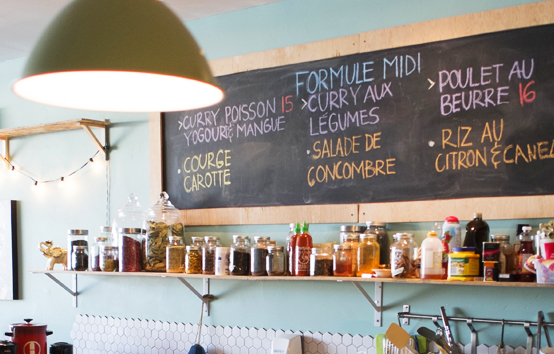 FORMULE MIDI
>CURRY POISSON 15
YOGOURT & MANGUE
• COURGE
CAROTTE
>CURRY AUX
LÉGUMES
• SALADE DE
CONCOMBRE
>POULET AU
BEURRE 16
• RIZ AU
CITRON & CANEL